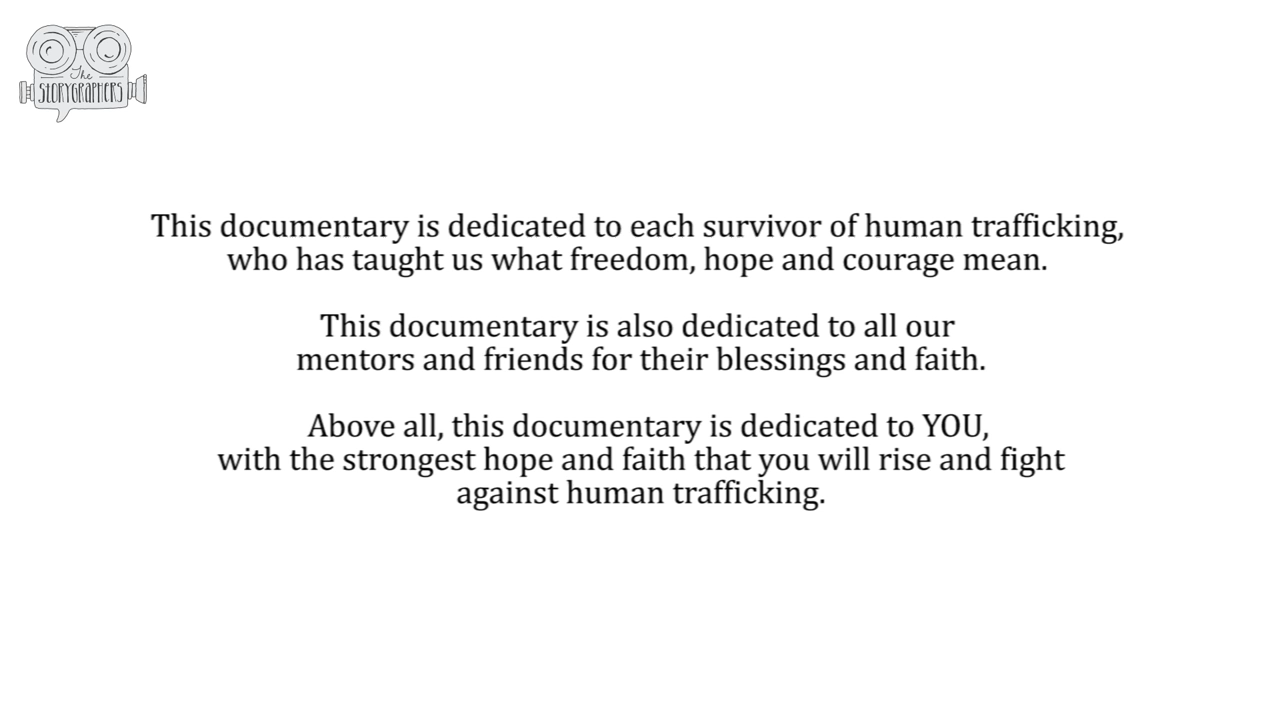 The
STORYGRAPHERS
This documentary is dedicated to each survivor of human trafficking,
who has taught us what freedom, hope and courage mean.
This documentary is also dedicated to all our
mentors and friends for their blessings and faith.
Above all, this documentary is dedicated to YOU,
with the strongest hope and faith that you will rise and fight
against human trafficking.